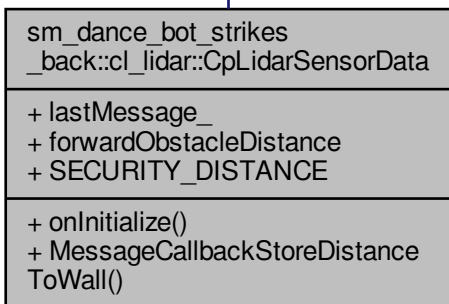 sm_dance_bot_strikes
_back::cl_lidar::CpLidarSensorData
+ lastMessage_
+ forwardObstacleDistance
+ SECURITY_DISTANCE
+ onInitialize()
+ MessageCallbackStoreDistance
ToWall()